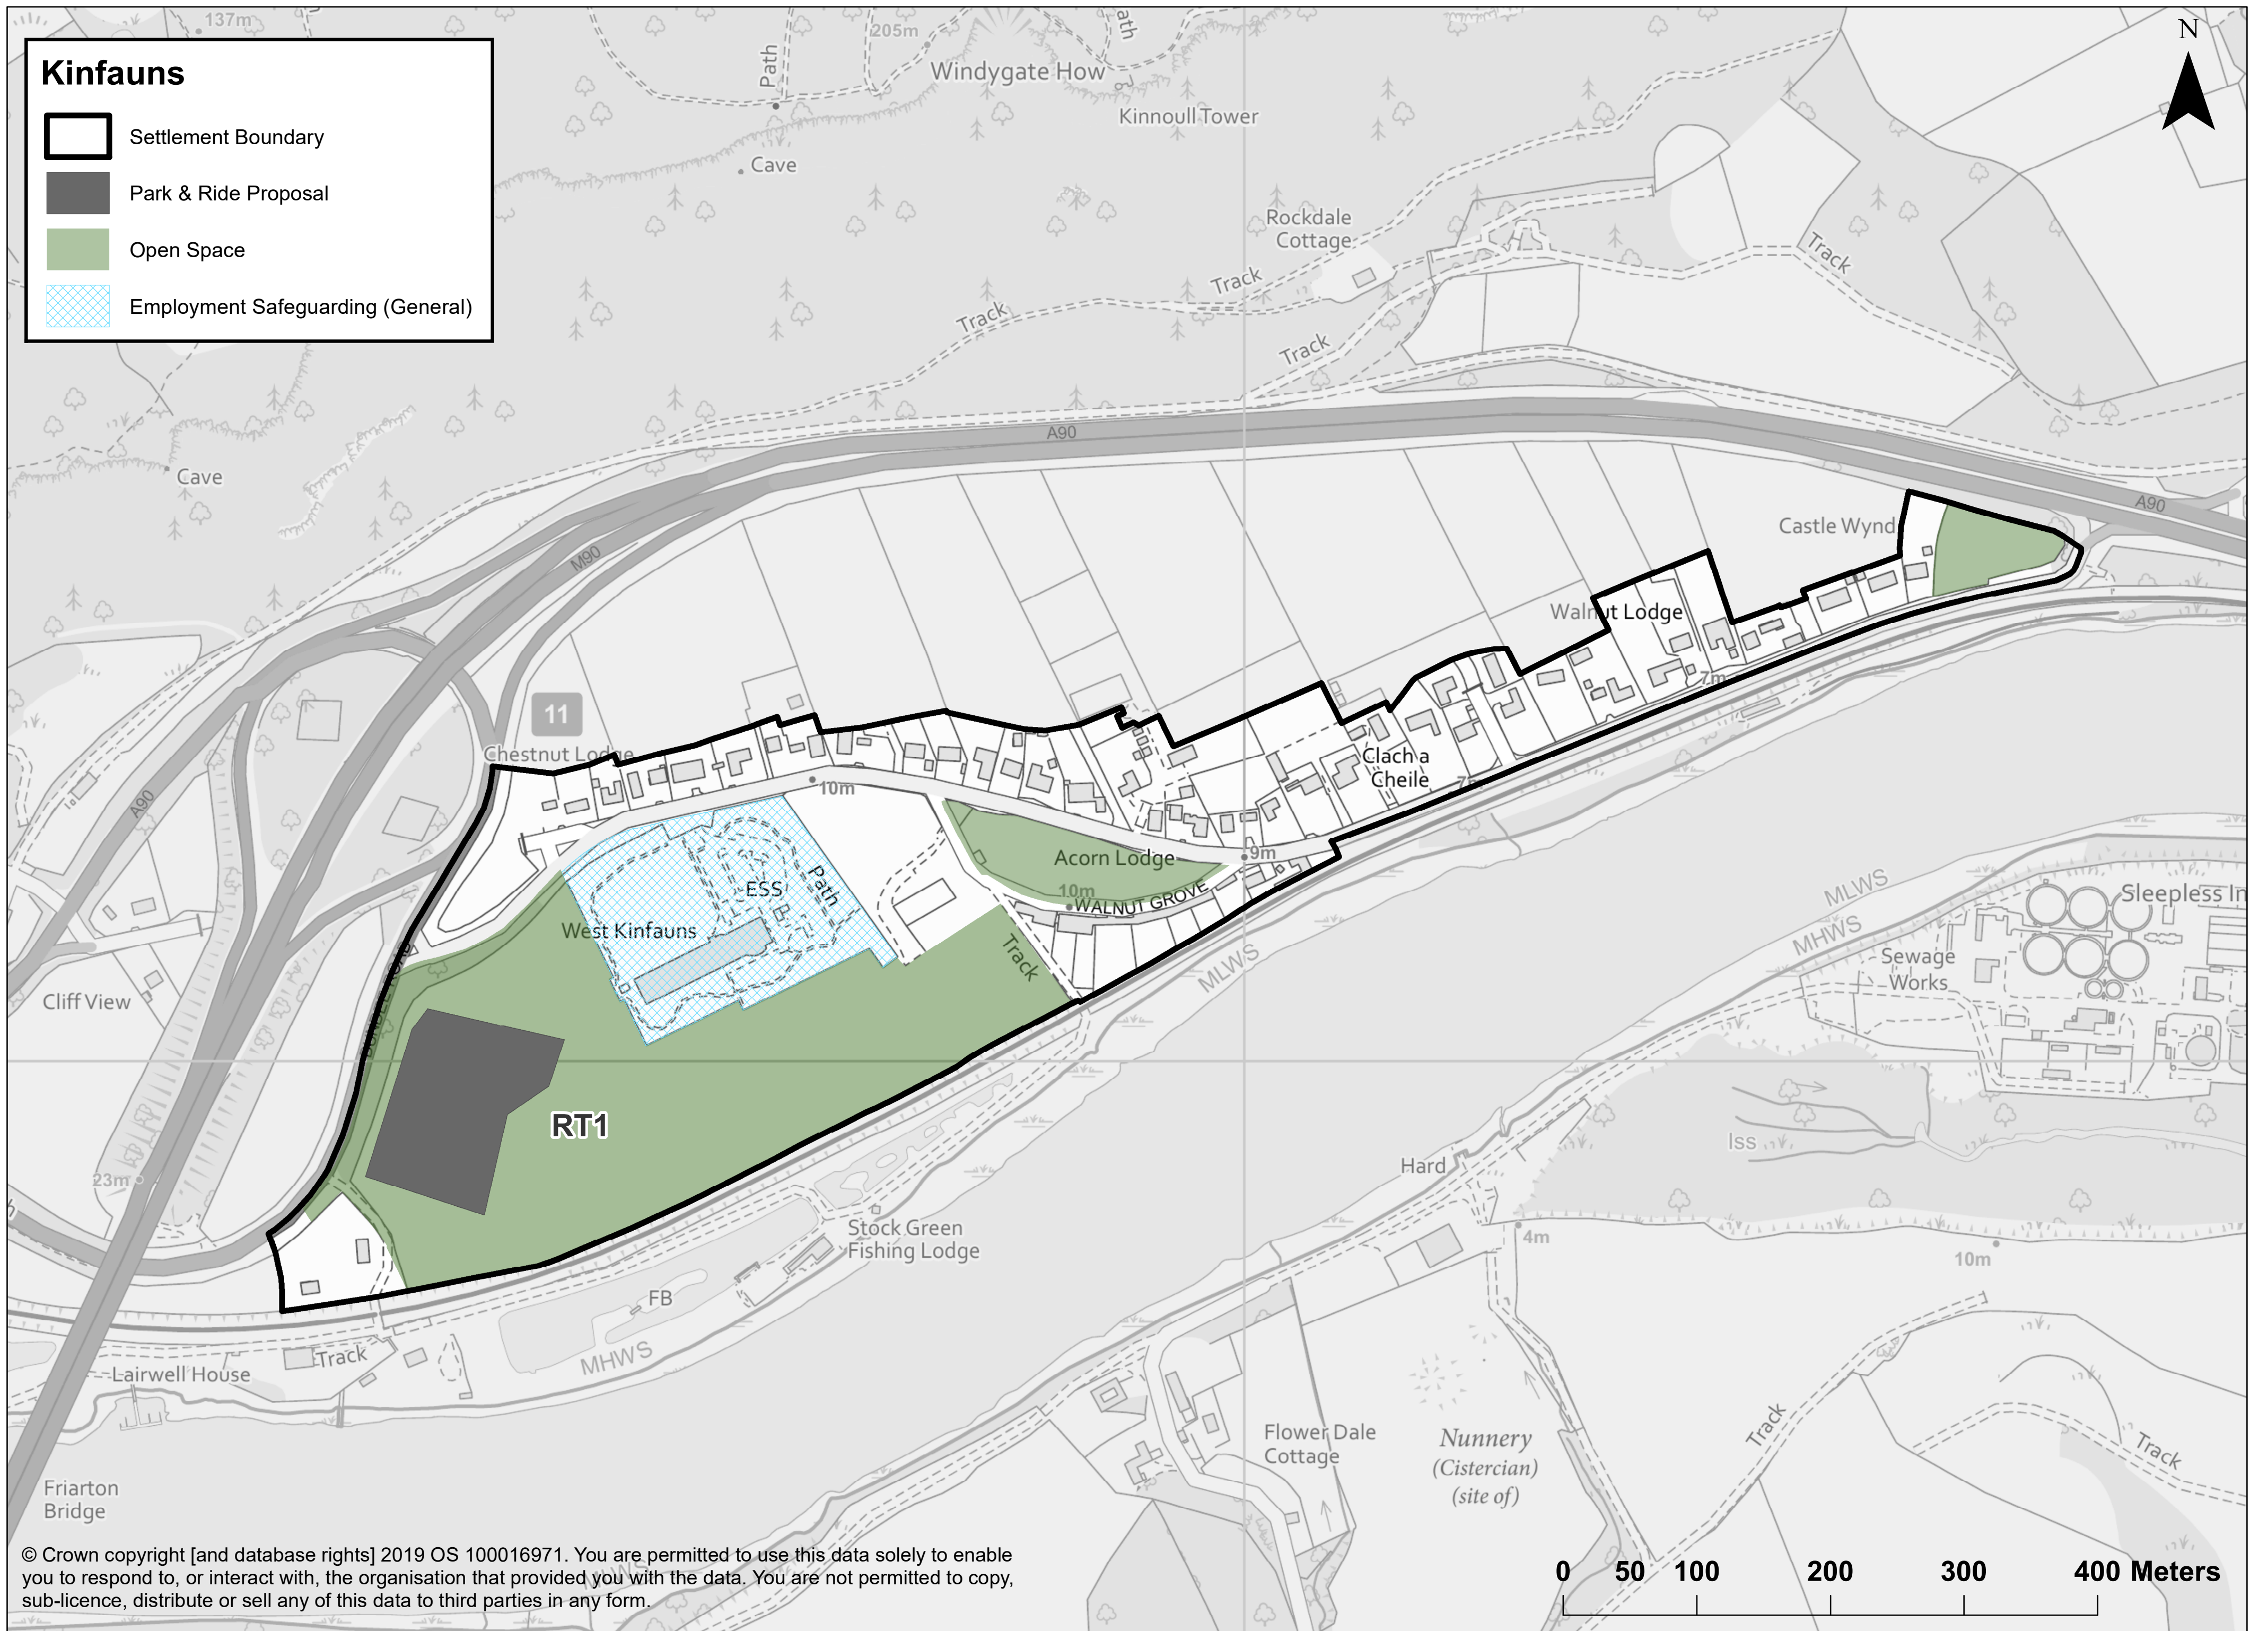 137m
205m
Path
Windygate How
Kinnoull Tower
Cave
N
Kinfauns
Settlement Boundary
Park & Ride Proposal
Open Space
Employment Safeguarding (General)
Rockdale
Cottage
Track
Track
Track
Track
A90
Cave
M90
A90
Castle Wynd
Walnut Lodge
7m
11
Chestnut Lodge
10m
Clach a
Cheile
7m
A90
9m
Acorn Lodge
10m
WALNUT GROVE
ESS
Path
West Kinfauns
Track
MLWS
MLWS
MHWS
Sewage
Works
Cliff View
RT1
23m
Hard
Iss
4m
10m
Stock Green
Fishing Lodge
FB
MHWS
Track
Lairwell House
Flower Dale
Cottage
Nunnery
(Cistercian)
(site of)
Track
Track
Friarton
Bridge
MLWS
© Crown copyright [and database rights] 2019 OS 100016971. You are permitted to use this data solely to enable
you to respond to, or interact with, the organisation that provided you with the data. You are not permitted to copy,
sub-licence, distribute or sell any of this data to third parties in any form.
0 50 100 200 300 400 Meters